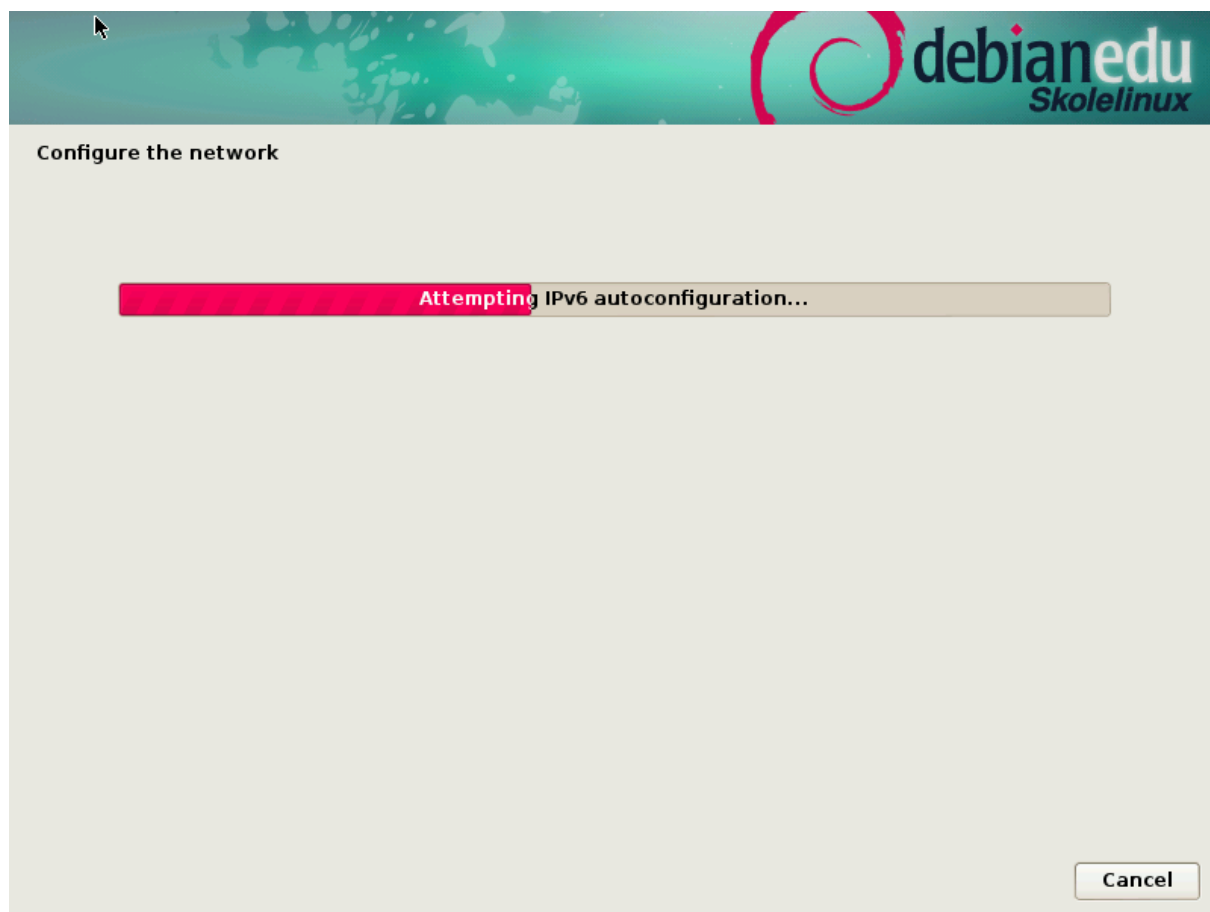 debianedu
Skolelinux
Configure the network
Attempting IPv6 autoconfiguration...
Cancel